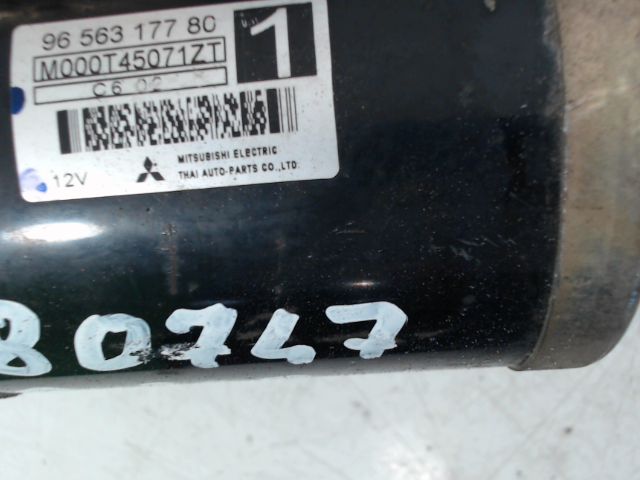 96 563 177 80
1
M000T45071ZT
C6 02
12V
MITSUBISHI ELECTRIC
THAI AUTO-PARTS CO.,LTD.
80747